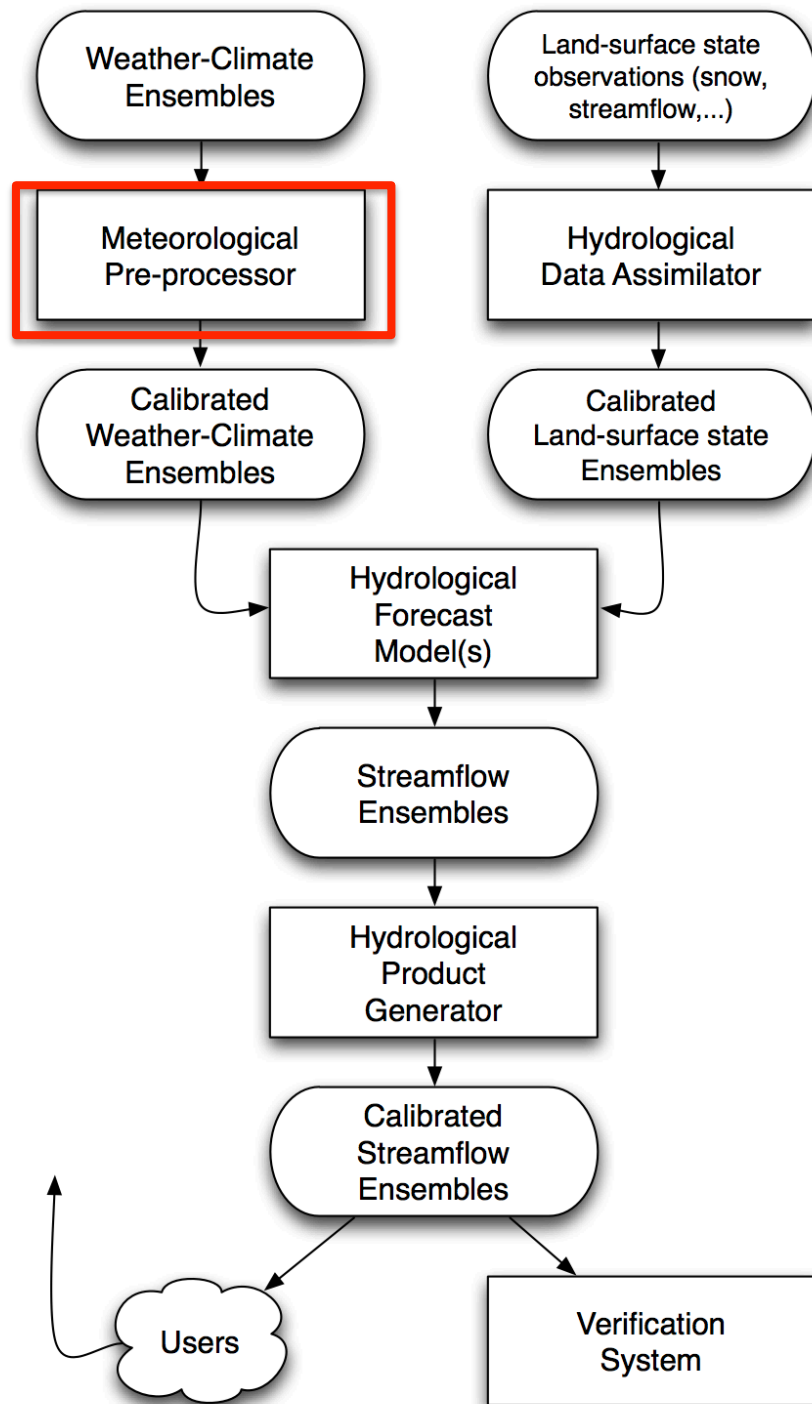 Weather-Climate
Ensembles
Land-surface state
observations (snow,
streamflow,...)
Meteorological
Pre-processor
Hydrological
Data Assimilator
Calibrated
Weather-Climate
Ensembles
Calibrated
Land-surface state
Ensembles
Hydrological
Forecast
Model(s)
Streamflow
Ensembles
Hydrological
Product
Generator
Calibrated
Streamflow
Ensembles
Users
Verification
System